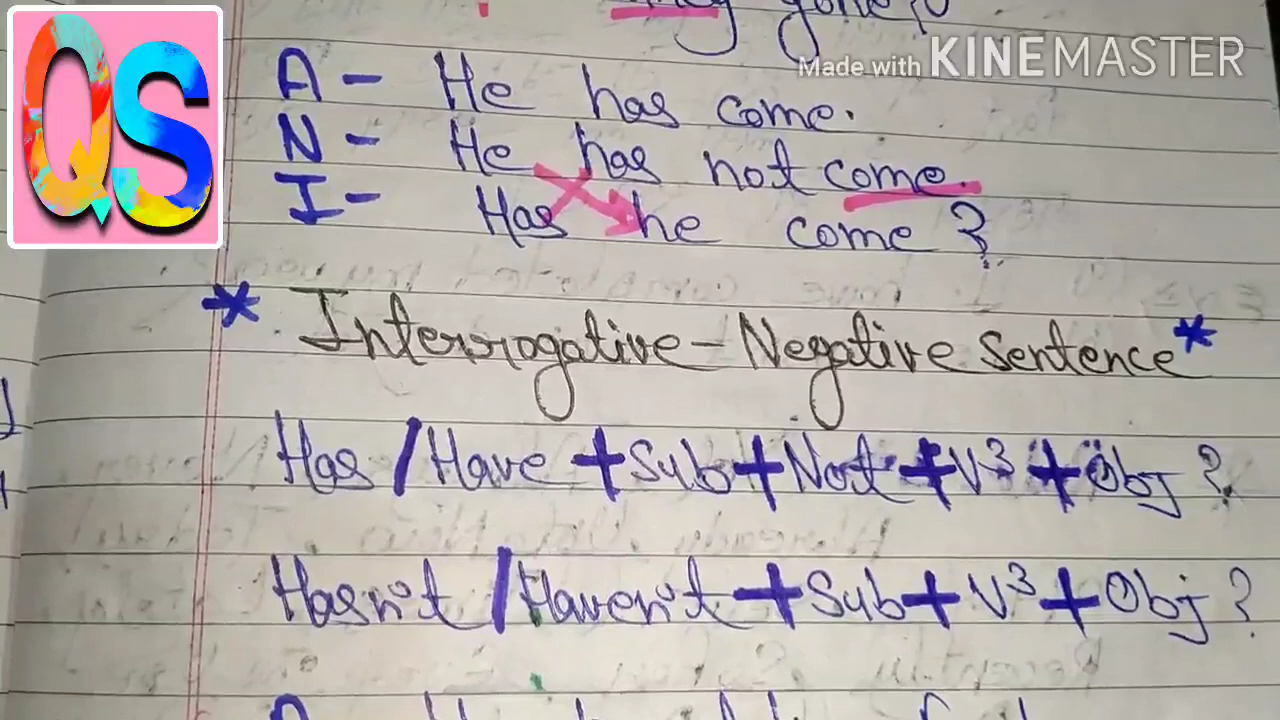 gone?
QS
Made with KINEMASTER
A - He has come.
N - He has not come.
I - Has he come ?
* Interrogative - Negative sentence *
Has / Have + Sub + Not + V³ + Obj ?
Hasn't / Haven't + Sub + V³ + Obj ?